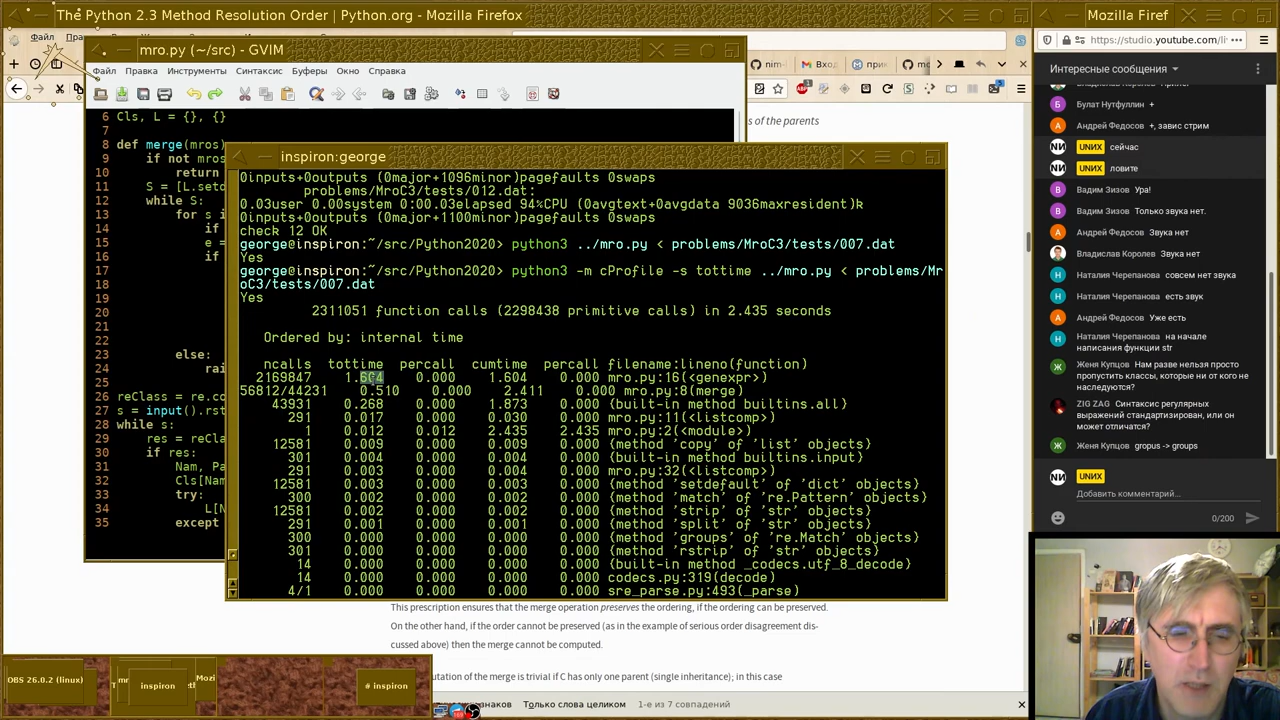 The Python 2.3 Method Resolution Order | Python.org - Mozilla Firefox
Mozilla Firef
Файл
mro.py (~/src) - GVIM
Файл Правка Инструменты Синтаксис Буферы Окно Справка
https://studio.youtube.com/li
6 Cls, L = {}, {}
7
8 def merge(mros)
9 if not mros
10 return
11 S = [L.setd
12 while S:
13 for s i
14 if
15 e =
16 if
17
18
19
20
21
22
23 else:
24 rai
25
26 reClass = re.co
27 s = input().rst
28 while s:
29 res = reCla
30 if res:
31 Nam, Pa
32 Cls[Nam
33 try:
34 L[N
35 except
s of the parents
inspiron:george
0inputs+0outputs (0major+1096minor)pagefaults 0swaps
problems/MroC3/tests/012.dat:
0.03user 0.00system 0:00.03elapsed 94%CPU (0avgtext+0avgdata 9036maxresident)k
0inputs+0outputs (0major+1100minor)pagefaults 0swaps
check 12 OK
george@inspiron:~/src/Python2020> python3 ../mro.py < problems/MroC3/tests/007.dat
Yes
george@inspiron:~/src/Python2020> python3 -m cProfile -s tottime ../mro.py < problems/Mr
oC3/tests/007.dat
Yes
2311051 function calls (2298438 primitive calls) in 2.435 seconds
Ordered by: internal time
ncalls tottime percall cumtime percall filename:lineno(function)
2169847 1.604 0.000 1.604 0.000 mro.py:16(<genexpr>)
56812/44231 0.510 0.000 2.411 0.000 mro.py:8(merge)
43931 0.268 0.000 1.873 0.000 {built-in method builtins.all}
291 0.017 0.000 0.030 0.000 mro.py:11(<listcomp>)
1 0.012 0.012 2.435 2.435 mro.py:2(<module>)
12581 0.009 0.000 0.009 0.000 {method 'copy' of 'list' objects}
301 0.004 0.000 0.004 0.000 {built-in method builtins.input}
291 0.003 0.000 0.004 0.000 mro.py:32(<listcomp>)
12581 0.003 0.000 0.003 0.000 {method 'setdefault' of 'dict' objects}
300 0.002 0.000 0.002 0.000 {method 'match' of 're.Pattern' objects}
12581 0.002 0.000 0.002 0.000 {method 'strip' of 'str' objects}
291 0.001 0.000 0.001 0.000 {method 'split' of 'str' objects}
300 0.000 0.000 0.000 0.000 {method 'groups' of 're.Match' objects}
301 0.000 0.000 0.000 0.000 {method 'rstrip' of 'str' objects}
14 0.000 0.000 0.000 0.000 {built-in method _codecs.utf_8_decode}
14 0.000 0.000 0.000 0.000 codecs.py:319(decode)
4/1 0.000 0.000 0.000 0.000 sre_parse.py:493(_parse)
This prescription ensures that the merge operation preserves the ordering, if the ordering can be preserved.
On the other hand, if the order cannot be preserved (as in the example of serious order disagreement dis-
cussed above) then the merge cannot be computed.
utation of the merge is trivial if C has only one parent (single inheritance); in this case
Только слова целиком 1-е из 7 совпадений
OBS 26.0.2 (linux)
inspiron
Mozi
# inspiron
Интересные сообщения
Булат Нутфуллин +
Андрей Федосов +, завис стрим
UNИX сейчас
UNИX ловите
Вадим Зизов Ура!
Вадим Зизов Только звука нет.
Андрей Федосов Звука нет
Владислав Королев Звука нет
Наталия Черепанова совсем нет звука
Наталия Черепанова есть звук
Андрей Федосов Уже есть
Наталия Черепанова на начале
написания функции str
Женя Купцов Нам разве нельзя просто
пропустить классы, которые ни от кого не
наследуются?
ZIG ZAG Синтаксис регулярных
выражений стандартизирован, или он
может отличатся?
Женя Купцов gropus -> groups
UNИX
Добавить комментарий...
0/200